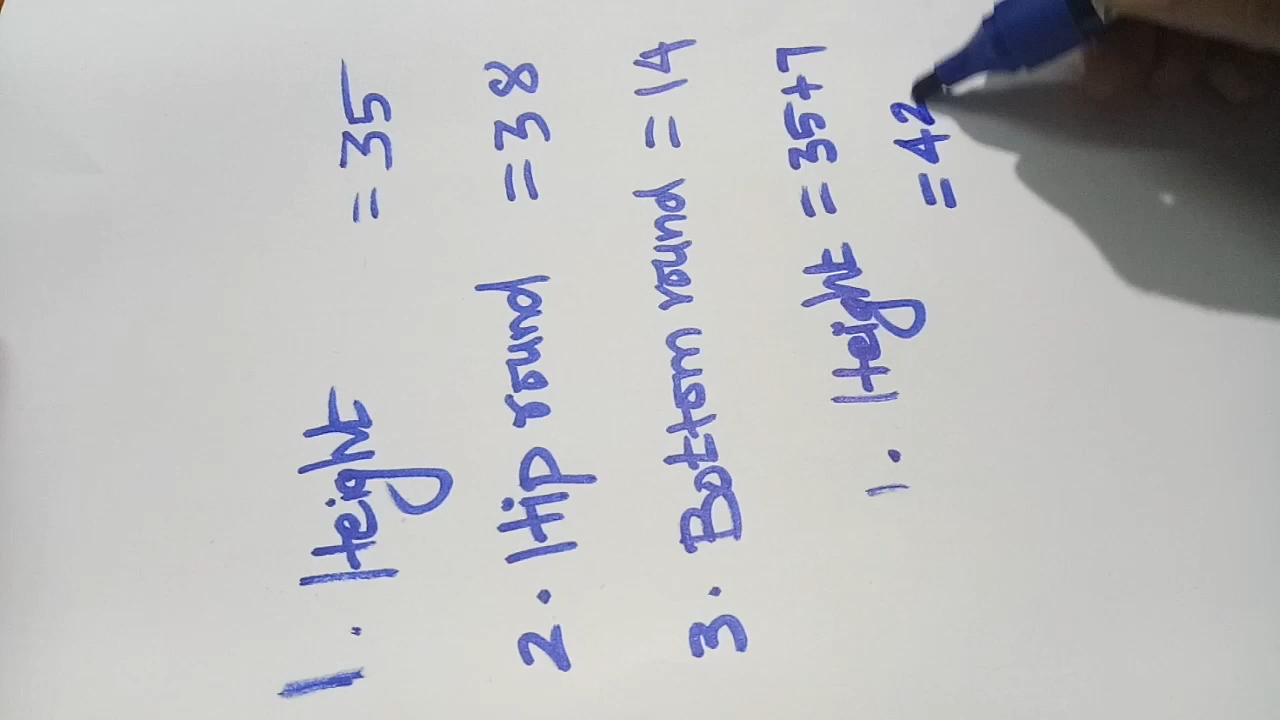 1. Height = 35
2. Hip round = 38
3. Bottom round = 14
1. Height = 35+7
= 42